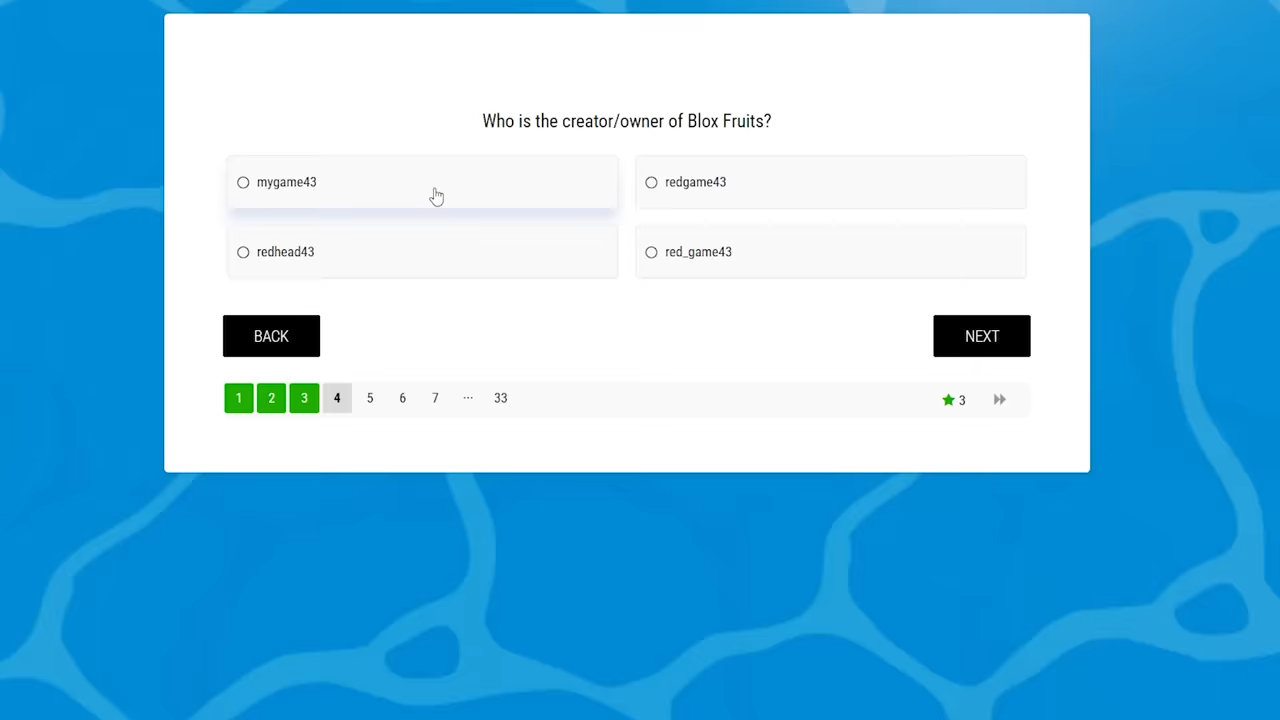 Who is the creator/owner of Blox Fruits?
mygame43
redgame43
redhead43
red_game43
BACK
NEXT
1 2 3 4 5 6 7 ... 33
3